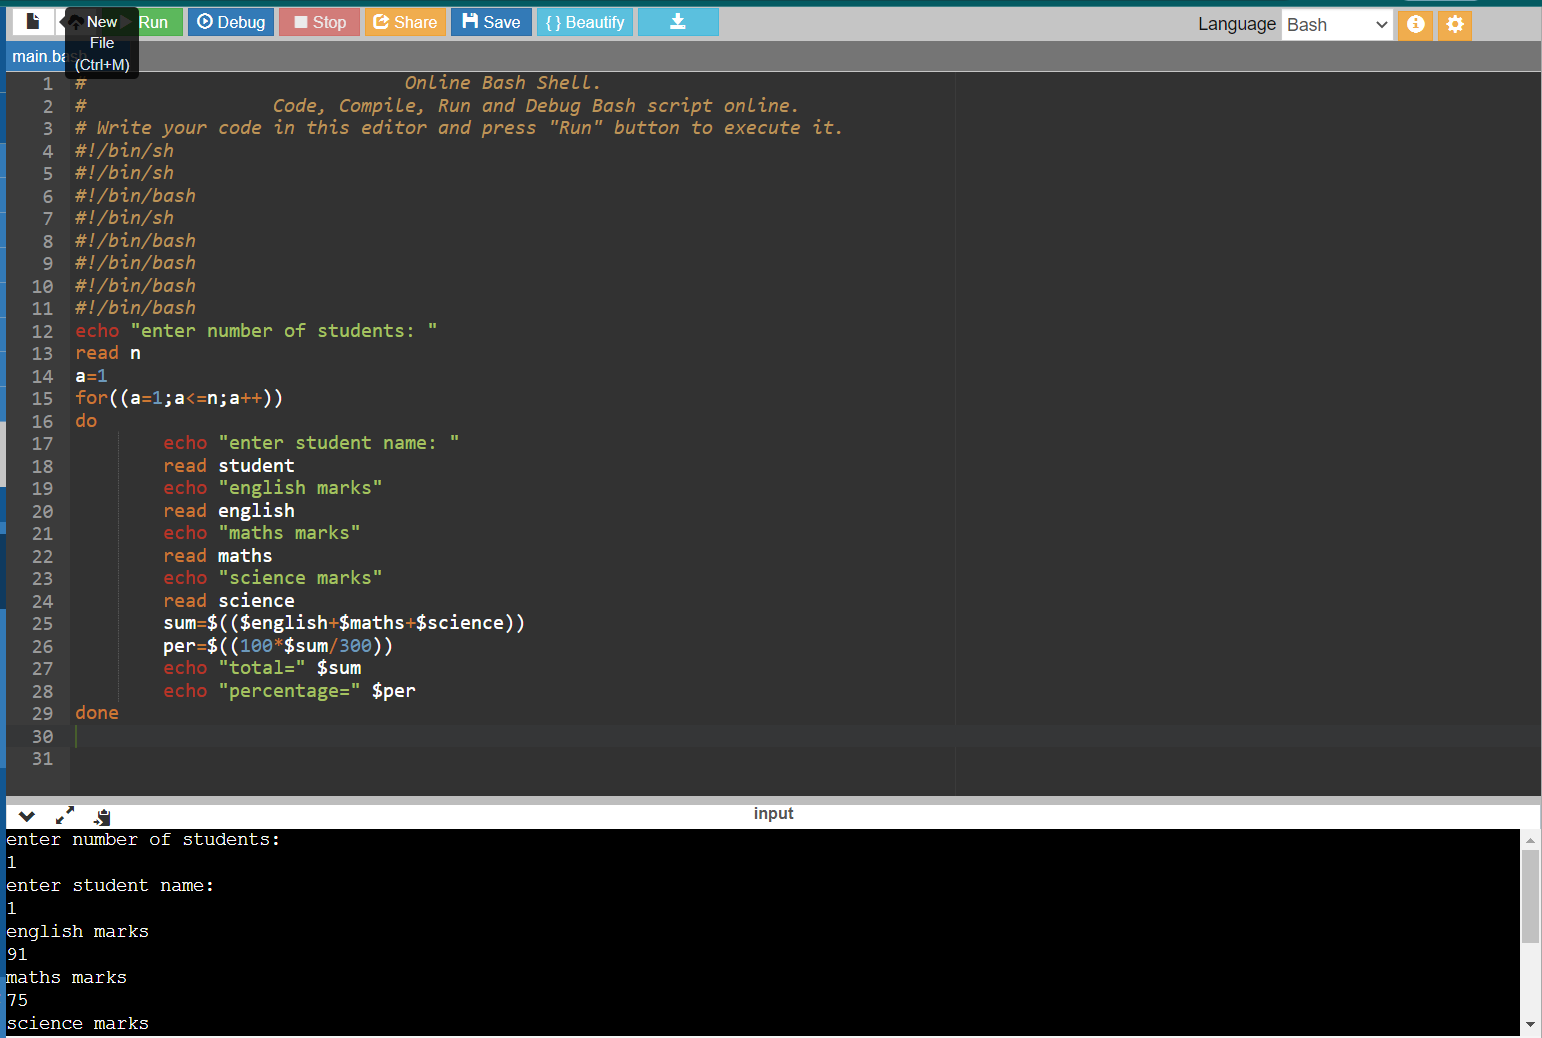 New File (Ctrl+M)
Run Debug Stop Share Save { } Beautify Language Bash
main.ba
1 # Online Bash Shell.
2 # Code, Compile, Run and Debug Bash script online.
3 # Write your code in this editor and press "Run" button to execute it.
4 #!/bin/sh
5 #!/bin/sh
6 #!/bin/bash
7 #!/bin/sh
8 #!/bin/bash
9 #!/bin/bash
10 #!/bin/bash
11 #!/bin/bash
12 echo "enter number of students: "
13 read n
14 a=1
15 for((a=1;a<=n;a++))
16 do
17 echo "enter student name: "
18 read student
19 echo "english marks"
20 read english
21 echo "maths marks"
22 read maths
23 echo "science marks"
24 read science
25 sum=$(($english+$maths+$science))
26 per=$((100*$sum/300))
27 echo "total=" $sum
28 echo "percentage=" $per
29 done
30
31
input
enter number of students:
1
enter student name:
1
english marks
91
maths marks
75
science marks